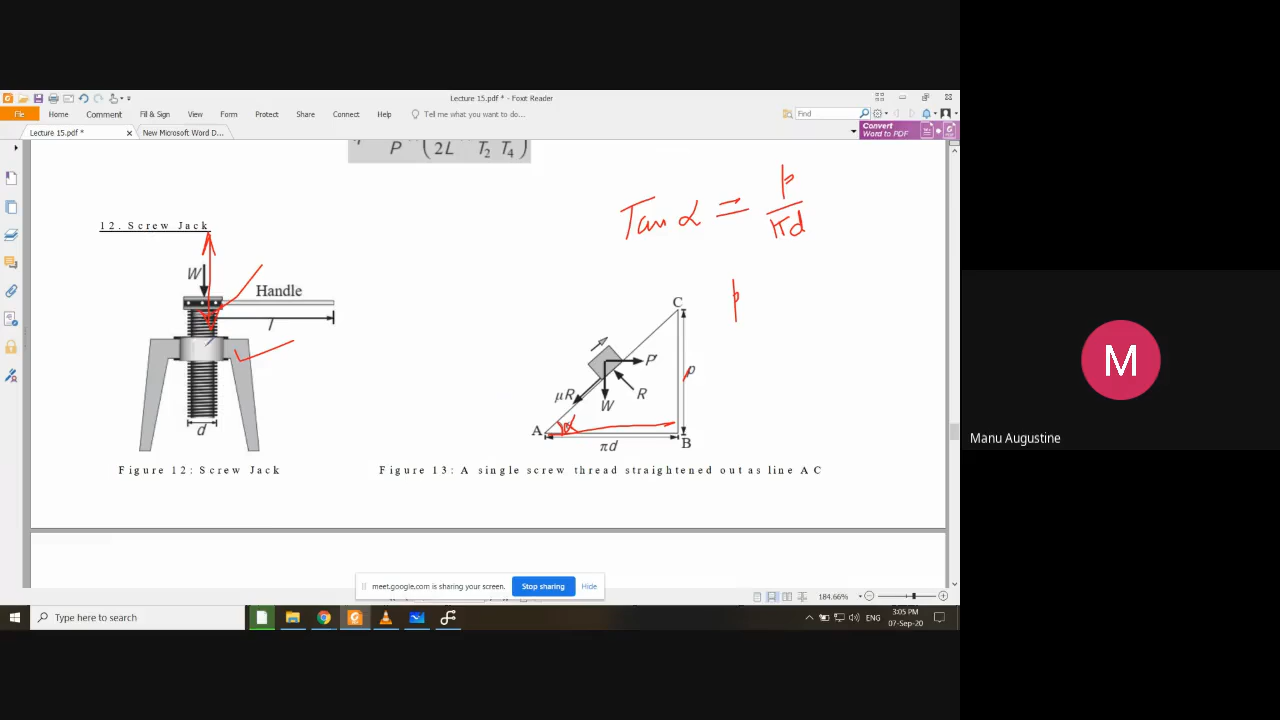 Lecture 15.pdf * - Foxit Reader
File Home Comment Fill & Sign View Form Protect Share Connect Help Tell me what you want to do... Find
Convert Word to PDF
Lecture 15.pdf * New Microsoft Word D...
P 2L T2 T4
Tan α = p
πd
12. Screw Jack
W
Handle
l
d
p
C
P'
p
μR
R
W
α
A
B
πd
Figure 12: Screw Jack
Figure 13: A single screw thread straightened out as line AC
Manu Augustine
M
meet.google.com is sharing your screen. Stop sharing Hide
184.66%
Type here to search
ENG
3:05 PM
07-Sep-20